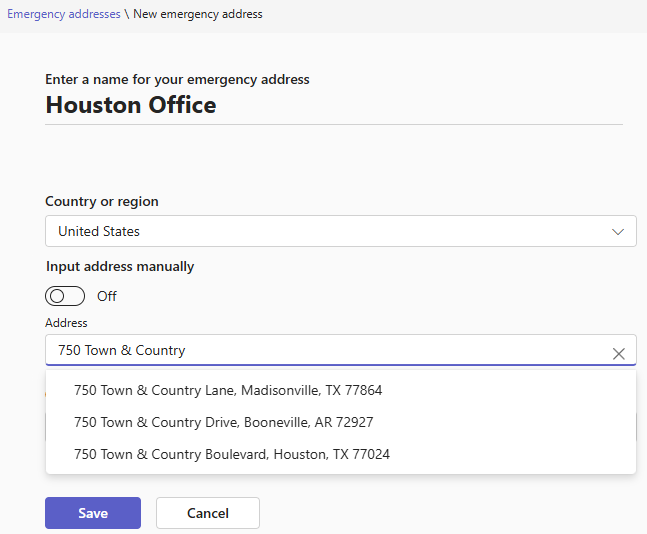 Emergency addresses \ New emergency address
Enter a name for your emergency address
Houston Office
Country or region
United States
Input address manually
Off
Address
750 Town & Country
750 Town & Country Lane, Madisonville, TX 77864
750 Town & Country Drive, Booneville, AR 72927
750 Town & Country Boulevard, Houston, TX 77024
Save
Cancel